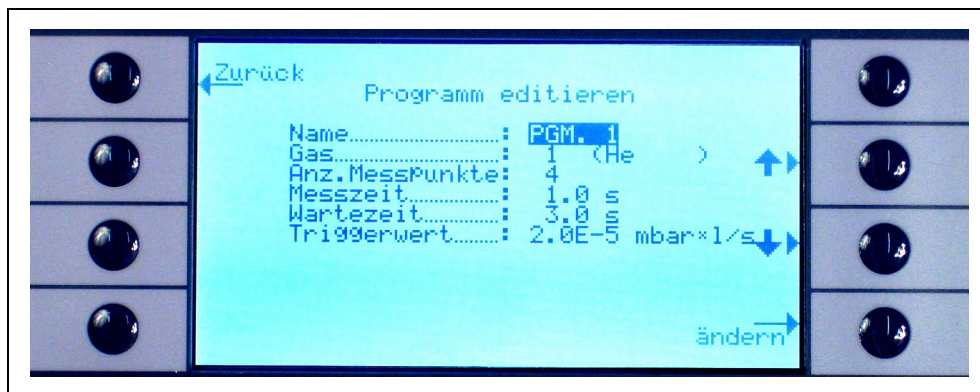 Zurück
Programm editieren
Name....................: PGM. 1
Gas......................: 1 (He )
Anz.Messpunkte: 4
Messzeit..............: 1.0 s
Wartezeit............: 3.0 s
Triggerwert........: 2.0E-5 mbar*l/s
ändern